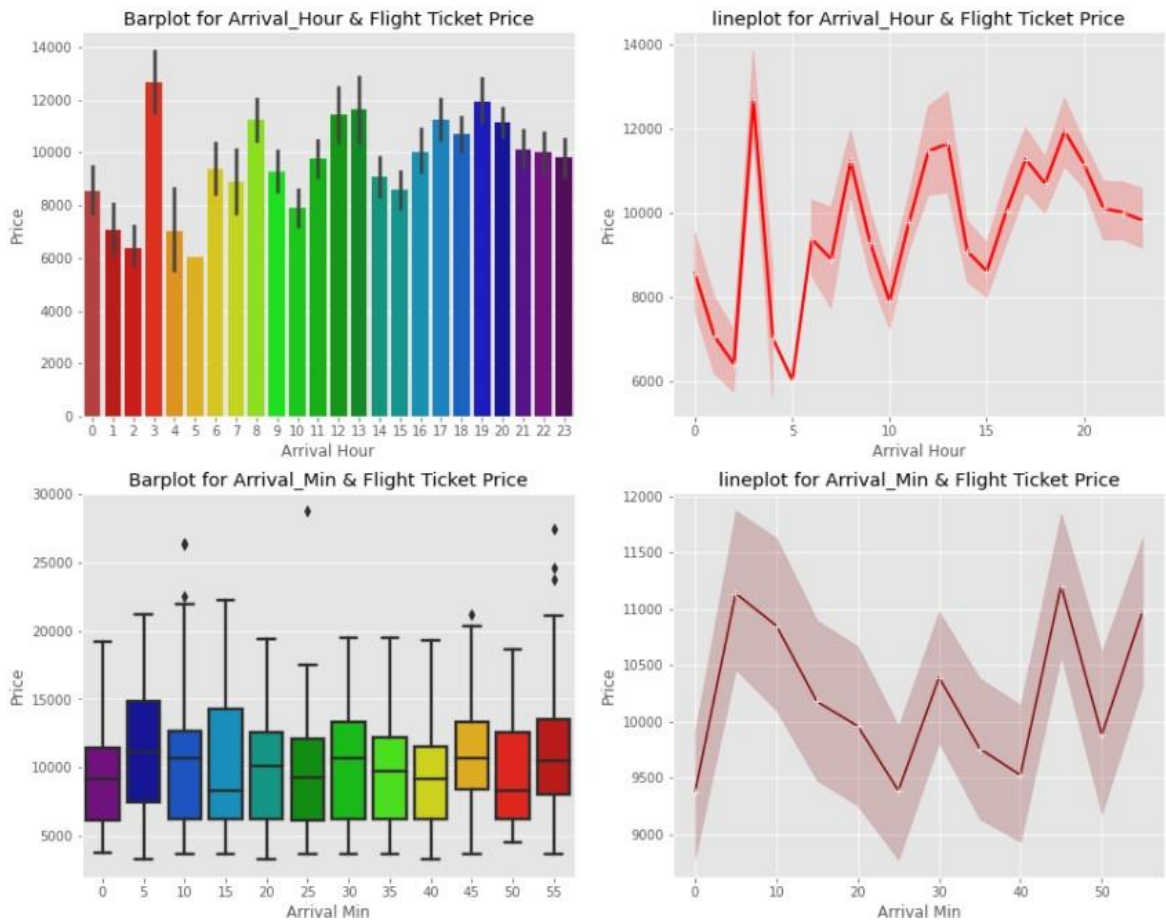 Barplot for Arrival_Hour & Flight Ticket Price
14000
12000
10000
8000
6000
4000
2000
0
Price
0 1 2 3 4 5 6 7 8 9 10 11 12 13 14 15 16 17 18 19 20 21 22 23
Arrival Hour
lineplot for Arrival_Hour & Flight Ticket Price
14000
12000
10000
8000
6000
Price
0 5 10 15 20
Arrival Hour
Barplot for Arrival_Min & Flight Ticket Price
30000
25000
20000
15000
10000
5000
Price
0 5 10 15 20 25 30 35 40 45 50 55
Arrival Min
lineplot for Arrival_Min & Flight Ticket Price
12000
11500
11000
10500
10000
9500
9000
Price
0 10 20 30 40 50
Arrival Min